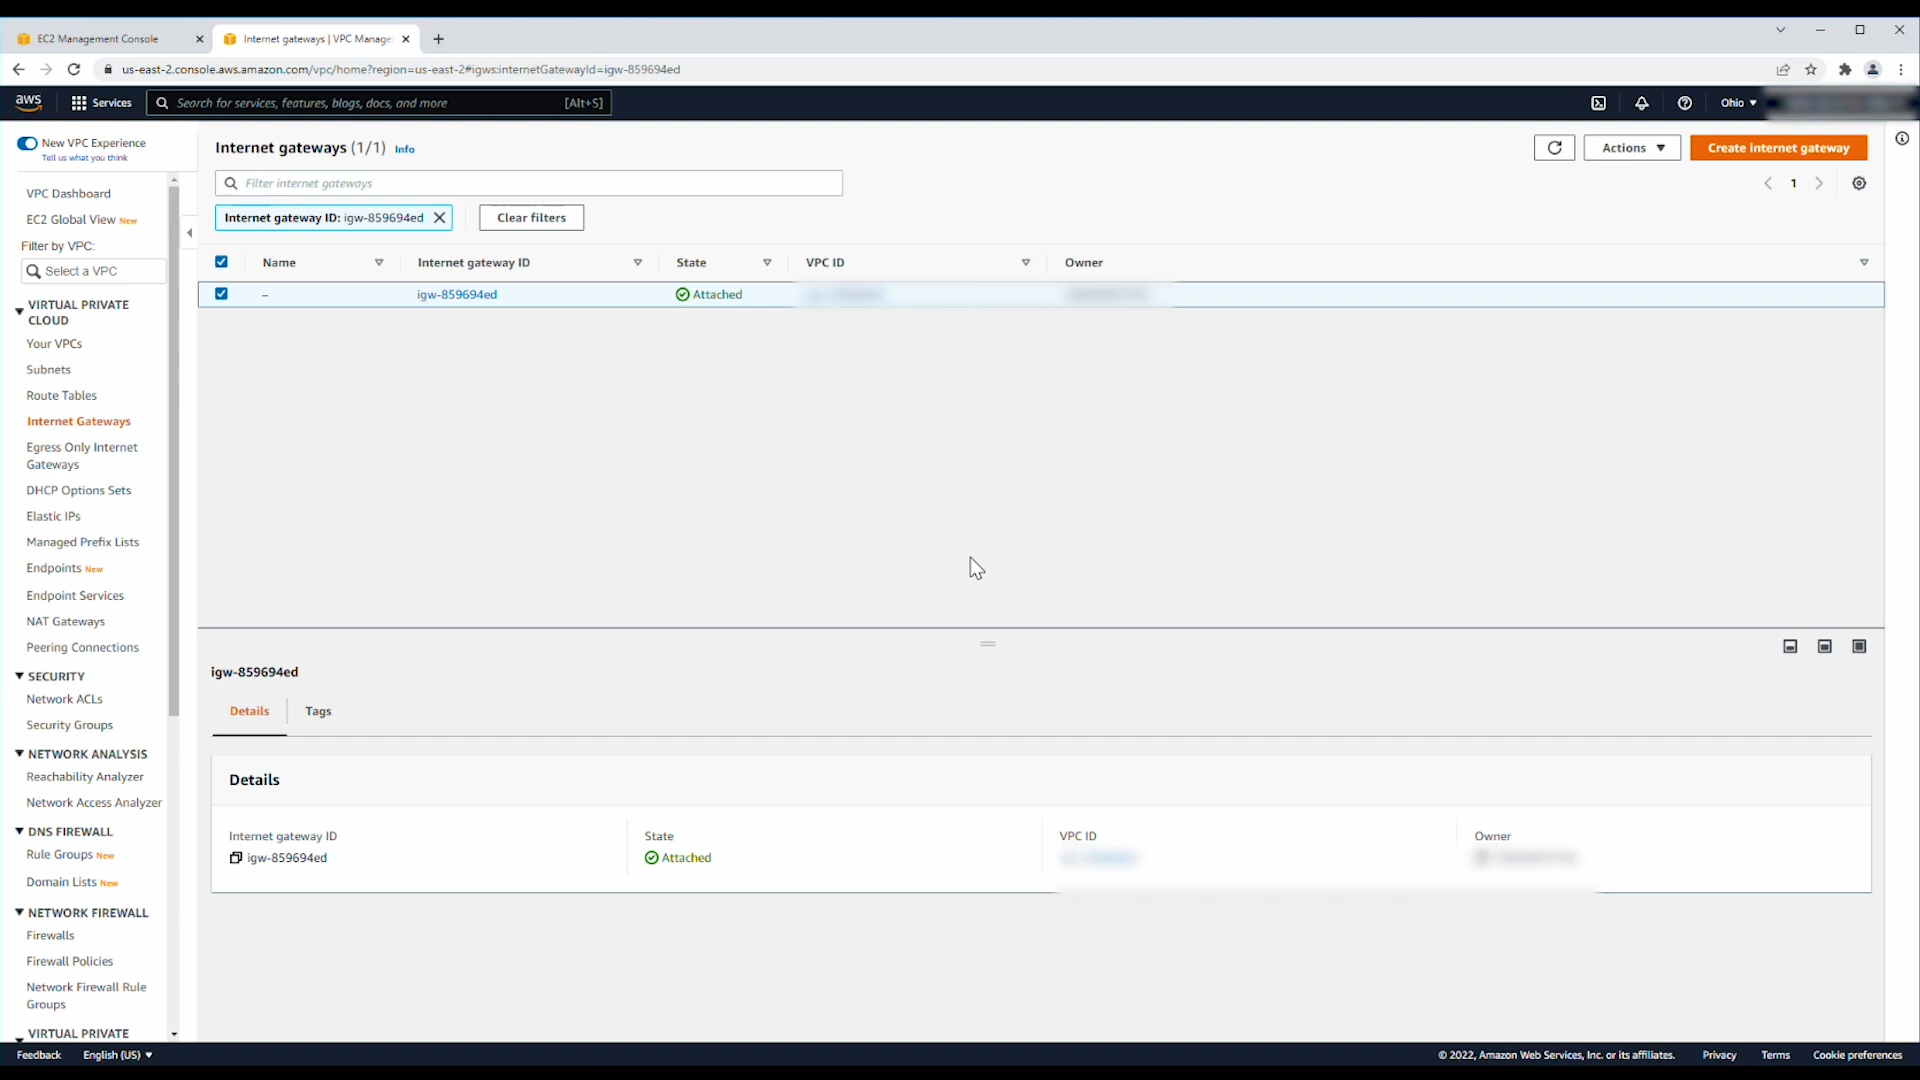 EC2 Management Console
Internet gateways | VPC Manage
us-east-2.console.aws.amazon.com/vpc/home?region=us-east-2#igws:internetGatewayId=igw-859694ed
aws
Services
Search for services, features, blogs, docs, and more
[Alt+S]
Ohio
New VPC Experience
Tell us what you think
VPC Dashboard
EC2 Global View New
Filter by VPC:
Select a VPC
VIRTUAL PRIVATE
CLOUD
Your VPCs
Subnets
Route Tables
Internet Gateways
Egress Only Internet
Gateways
DHCP Options Sets
Elastic IPs
Managed Prefix Lists
Endpoints New
Endpoint Services
NAT Gateways
Peering Connections
SECURITY
Network ACLs
Security Groups
NETWORK ANALYSIS
Reachability Analyzer
Network Access Analyzer
DNS FIREWALL
Rule Groups New
Domain Lists New
NETWORK FIREWALL
Firewalls
Firewall Policies
Network Firewall Rule
Groups
VIRTUAL PRIVATE
Internet gateways (1/1) Info
Actions
Create internet gateway
Filter internet gateways
1
Internet gateway ID: igw-859694ed
Clear filters
Name Internet gateway ID State VPC ID Owner
– igw-859694ed Attached
igw-859694ed
Details
Tags
Details
Internet gateway ID
igw-859694ed
State
Attached
VPC ID
Owner
Feedback
English (US)
© 2022, Amazon Web Services, Inc. or its affiliates.
Privacy
Terms
Cookie preferences